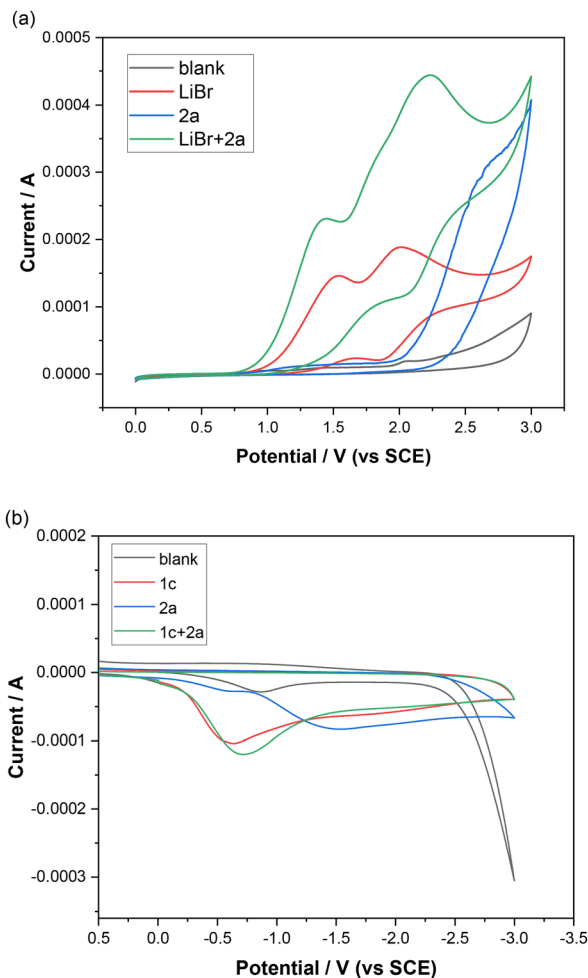 (a)
0.0005
0.0004
0.0003
0.0002
0.0001
0.0000
Current / A
blank
LiBr
2a
LiBr+2a
0.0 0.5 1.0 1.5 2.0 2.5 3.0
Potential / V (vs SCE)
(b)
0.0002
0.0001
0.0000
-0.0001
-0.0002
-0.0003
Current / A
blank
1c
2a
1c+2a
0.5 0.0 -0.5 -1.0 -1.5 -2.0 -2.5 -3.0 -3.5
Potential / V (vs SCE)